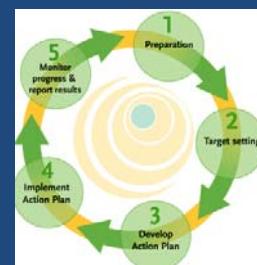 1
Preparation
2
Target setting
3
Develop
Action Plan
4
Implement
Action Plan
5
Monitor
progress &
report results